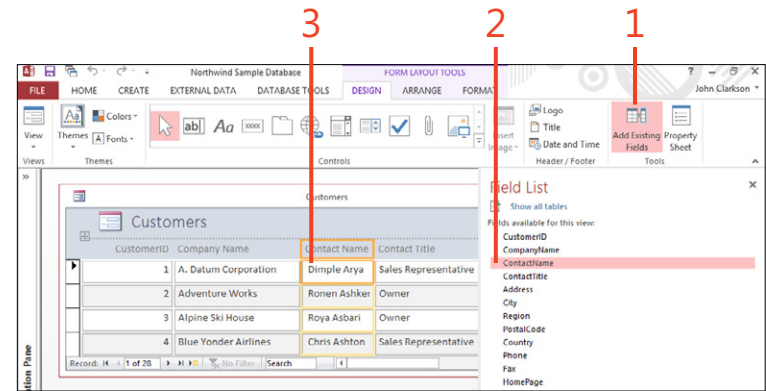 3 2 1
Northwind Sample Database FORM LAYOUT TOOLS ?
FILE HOME CREATE EXTERNAL DATA DATABASE TOOLS DESIGN ARRANGE FORMAT John Clarkson
View Themes Colors Fonts ab| Aa xxxx Insert Image Logo Title Date and Time Add Existing Fields Property Sheet
Views Themes Controls Header / Footer Tools
Customers
Field List
Customers
Show all tables
Fields available for this view:
CustomerID Company Name Contact Name Contact Title
1 A. Datum Corporation Dimple Arya Sales Representative
2 Adventure Works Ronen Ashker Owner
3 Alpine Ski House Roya Asbari Owner
4 Blue Yonder Airlines Chris Ashton Sales Representative
Record: 1 of 28 No Filter Search
CustomerID
CompanyName
ContactName
ContactTitle
Address
City
Region
PostalCode
Country
Phone
Fax
HomePage